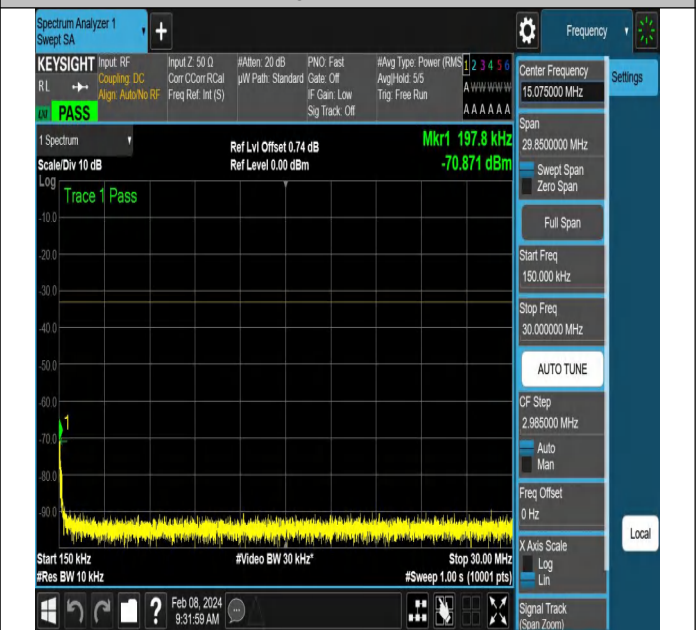 Spectrum Analyzer 1
Swept SA
+
Frequency
KEYSIGHT
RL
PASS
Input: RF
Coupling: DC
Align: Auto/No RF
Input Z: 50 Ω
Corr CCorr RCal
Freq Ref: Int (S)
#Atten: 20 dB
µW Path: Standard
PNO: Fast
Gate: Off
IF Gain: Low
Sig Track: Off
#Avg Type: Power (RMS
Avg|Hold: 5/5
Trig: Free Run
1 2 3 4 5 6
A W W W W W
A A A A A A
1 Spectrum
Scale/Div 10 dB
Ref Lvl Offset 0.74 dB
Ref Level 0.00 dBm
Mkr1 197.8 kHz
-70.871 dBm
Log
Trace 1 Pass
-10.0
-20.0
-30.0
-40.0
-50.0
-60.0
-70.0
-80.0
-90.0
1
Start 150 kHz
#Res BW 10 kHz
#Video BW 30 kHz*
Stop 30.00 MHz
#Sweep 1.00 s (10001 pts)
Center Frequency
15.075000 MHz
Settings
Span
29.8500000 MHz
Swept Span
Zero Span
Full Span
Start Freq
150.000 kHz
Stop Freq
30.000000 MHz
AUTO TUNE
CF Step
2.985000 MHz
Auto
Man
Freq Offset
0 Hz
X Axis Scale
Log
Lin
Signal Track
(Span Zoom)
Local
?
Feb 08, 2024
9:31:59 AM